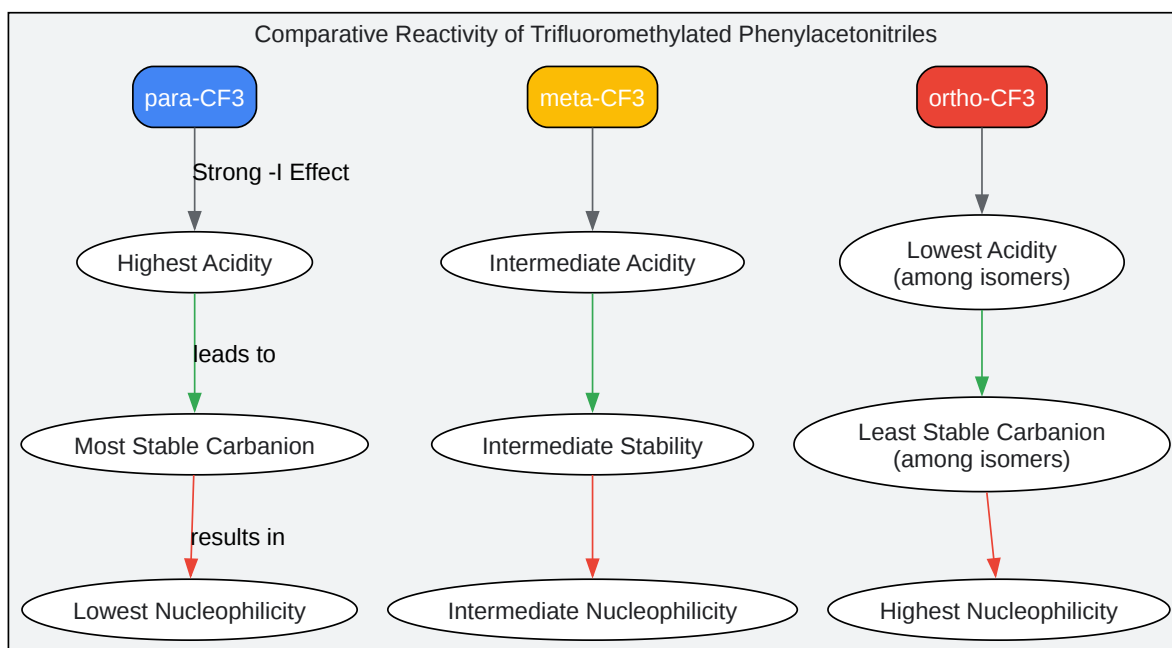 Comparative Reactivity of Trifluoromethylated Phenylacetonitriles
para-CF3
meta-CF3
ortho-CF3
Strong -I Effect
Highest Acidity
Intermediate Acidity
Lowest Acidity
(among isomers)
leads to
Most Stable Carbanion
Intermediate Stability
Least Stable Carbanion
(among isomers)
results in
Lowest Nucleophilicity
Intermediate Nucleophilicity
Highest Nucleophilicity